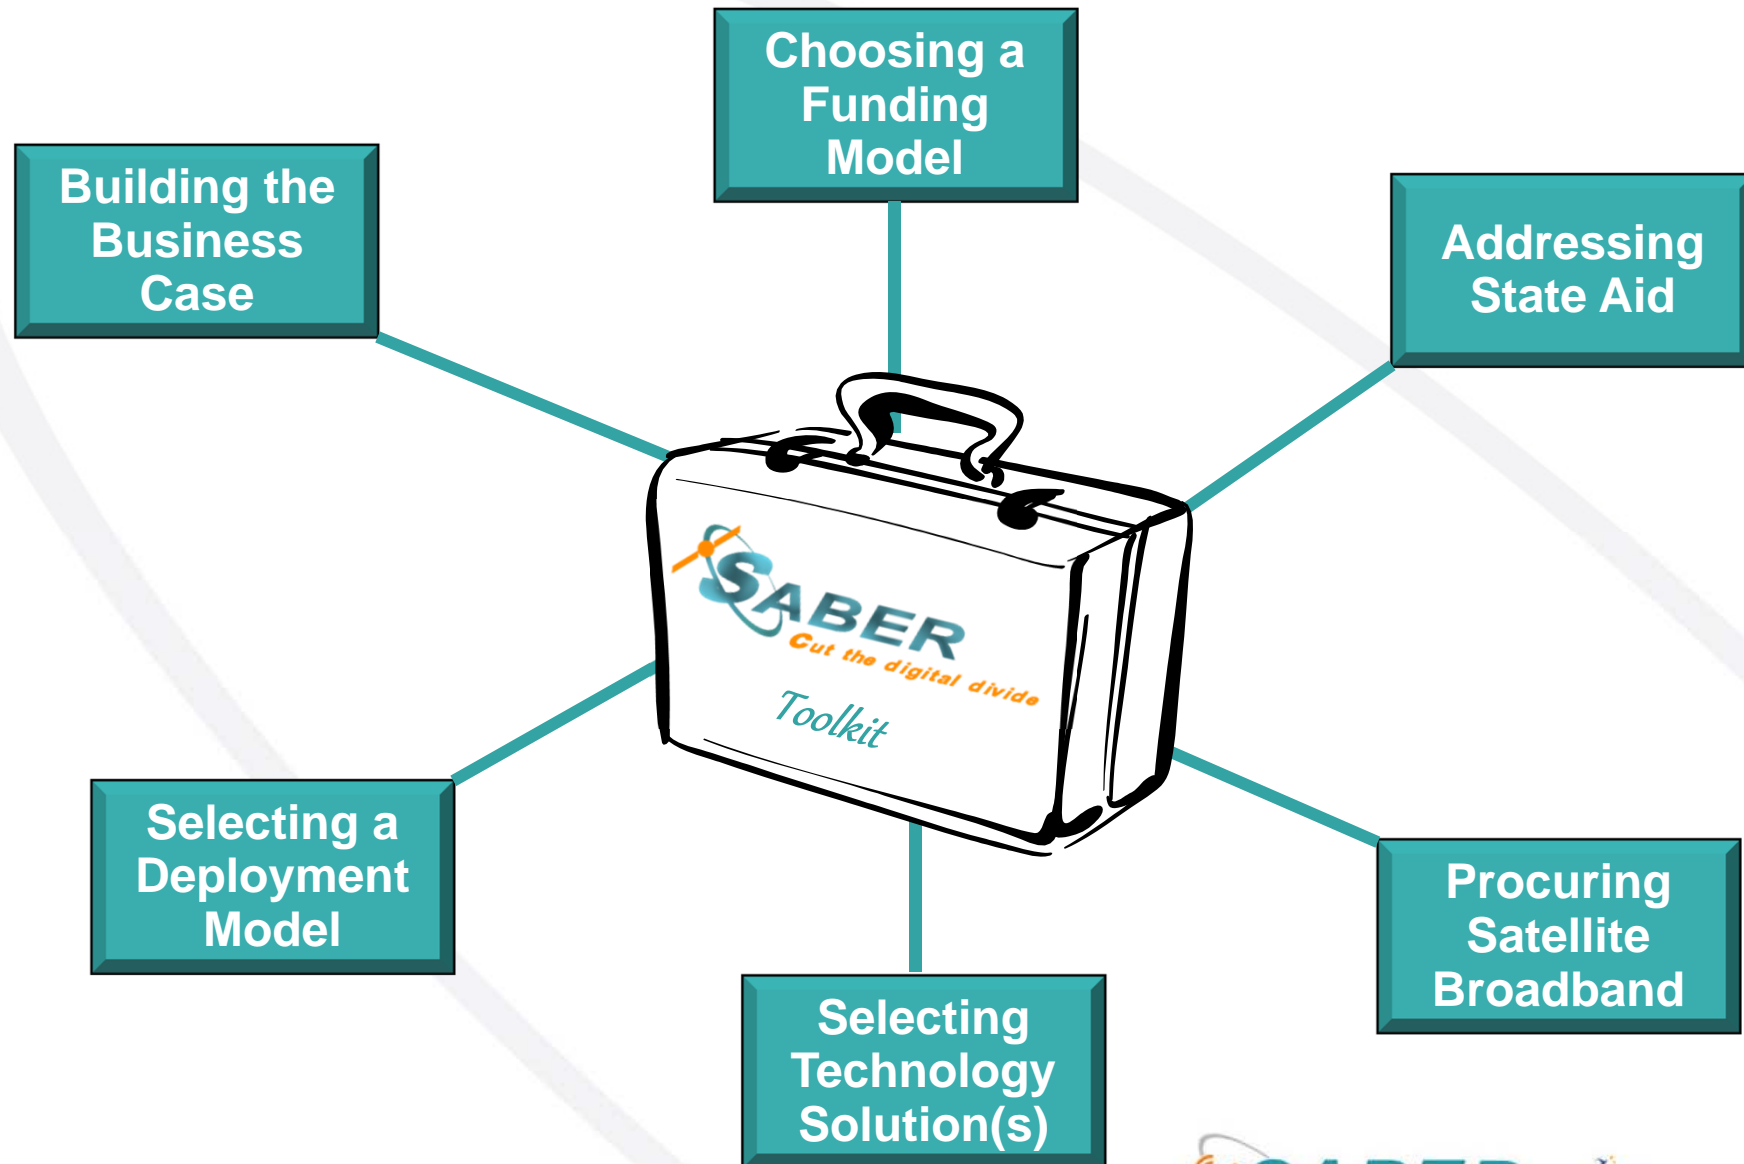 Choosing a
Funding
Model
Building the
Business
Case
Addressing
State Aid
SABER
Cut the digital divide
Toolkit
Selecting a
Deployment
Model
Procuring
Satellite
Broadband
Selecting
Technology
Solution(s)
SABER